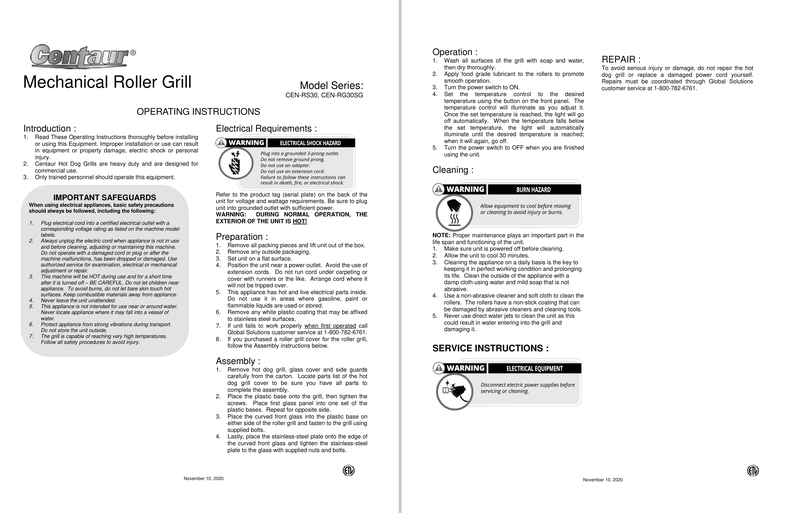 Centaur®
Mechanical Roller Grill
Model Series:
CEN-RS30, CEN-RG30SG
OPERATING INSTRUCTIONS
Introduction :
1. Read These Operating Instructions thoroughly before installing
or using this Equipment. Improper installation or use can result
in equipment or property damage, electric shock or personal
injury.
2. Centaur Hot Dog Grills are heavy duty and are designed for
commercial use.
3. Only trained personnel should operate this equipment.
IMPORTANT SAFEGUARDS
When using electrical appliances, basic safety precautions
should always be followed, including the following:
1. Plug electrical cord into a certified electrical outlet with a
corresponding voltage rating as listed on the machine model
labels.
2. Always unplug the electric cord when appliance is not in use
and before cleaning, adjusting or maintaining this machine.
Do not operate with a damaged cord or plug or after the
machine malfunctions, has been dropped or damaged. Use
authorized service for examination, electrical or mechanical
adjustment or repair.
3. This machine will be HOT during use and for a short time
after it is turned off – BE CAREFUL. Do not let children near
appliance. To avoid burns, do not let bare skin touch hot
surfaces. Keep combustible materials away from appliance.
4. Never leave the unit unattended.
5. This appliance is not intended for use near or around water.
Never locate appliance where it may fall into a vessel of
water.
6. Protect appliance from strong vibrations during transport.
Do not store the unit outside.
7. The grill is capable of reaching very high temperatures.
Follow all safety procedures to avoid injury.
Electrical Requirements :
WARNING ELECTRICAL SHOCK HAZARD
Plug into a grounded 3-prong outlet.
Do not remove ground prong.
Do not use an adapter.
Do not use an extension cord.
Failure to follow these instructions can
result in death, fire, or electrical shock.
Refer to the product tag (serial plate) on the back of the
unit for voltage and wattage requirements. Be sure to plug
unit into grounded outlet with sufficient power.
WARNING: DURING NORMAL OPERATION, THE
EXTERIOR OF THE UNIT IS HOT!
Preparation :
1. Remove all packing pieces and lift unit out of the box.
2. Remove any outside packaging.
3. Set unit on a flat surface.
4. Position the unit near a power outlet. Avoid the use of
extension cords. Do not run cord under carpeting or
cover with runners or the like. Arrange cord where it
will not be tripped over.
5. This appliance has hot and live electrical parts inside.
Do not use it in areas where gasoline, paint or
flammable liquids are used or stored.
6. Remove any white plastic coating that may be affixed
to stainless steel surfaces.
7. If unit fails to work properly when first operated call
Global Solutions customer service at 1-800-782-6761.
8. If you purchased a roller grill cover for the roller grill,
follow the Assembly instructions below.
Assembly :
1. Remove hot dog grill, glass cover and side guards
carefully from the carton. Locate parts list of the hot
dog grill cover to be sure you have all parts to
complete the assembly.
2. Place the plastic base onto the grill, then tighten the
screws. Place first glass panel into one set of the
plastic bases. Repeat for opposite side.
3. Place the curved front glass into the plastic base on
either side of the roller grill and fasten to the grill using
supplied bolts.
4. Lastly, place the stainless-steel plate onto the edge of
the curved front glass and tighten the stainless-steel
plate to the glass with supplied nuts and bolts.
November 10, 2020
Operation :
1. Wash all surfaces of the grill with soap and water,
then dry thoroughly.
2. Apply food grade lubricant to the rollers to promote
smooth operation.
3. Turn the power switch to ON.
4. Set the temperature control to the desired
temperature using the button on the front panel. The
temperature control will illuminate as you adjust it.
Once the set temperature is reached, the light will go
off automatically. When the temperature falls below
the set temperature, the light will automatically
illuminate until the desired temperature is reached;
when it will again, go off.
5. Turn the power switch to OFF when you are finished
using the unit.
Cleaning :
WARNING BURN HAZARD
Allow equipment to cool before moving
or cleaning to avoid injury or burns.
NOTE: Proper maintenance plays an important part in the
life span and functioning of the unit.
1. Make sure unit is powered off before cleaning.
2. Allow the unit to cool 30 minutes.
3. Cleaning the appliance on a daily basis is the key to
keeping it in perfect working condition and prolonging
its life. Clean the outside of the appliance with a
damp cloth using water and mild soap that is not
abrasive.
4. Use a non-abrasive cleaner and soft cloth to clean the
rollers. The rollers have a non-stick coating that can
be damaged by abrasive cleaners and cleaning tools.
5. Never use direct water jets to clean the unit as this
could result in water entering into the grill and
damaging it.
SERVICE INSTRUCTIONS :
WARNING ELECTRICAL EQUIPMENT
Disconnect electric power supplies before
servicing or cleaning.
REPAIR :
To avoid serious injury or damage, do not repair the hot
dog grill or replace a damaged power cord yourself.
Repairs must be coordinated through Global Solutions
customer service at 1-800-782-6761.
November 10, 2020